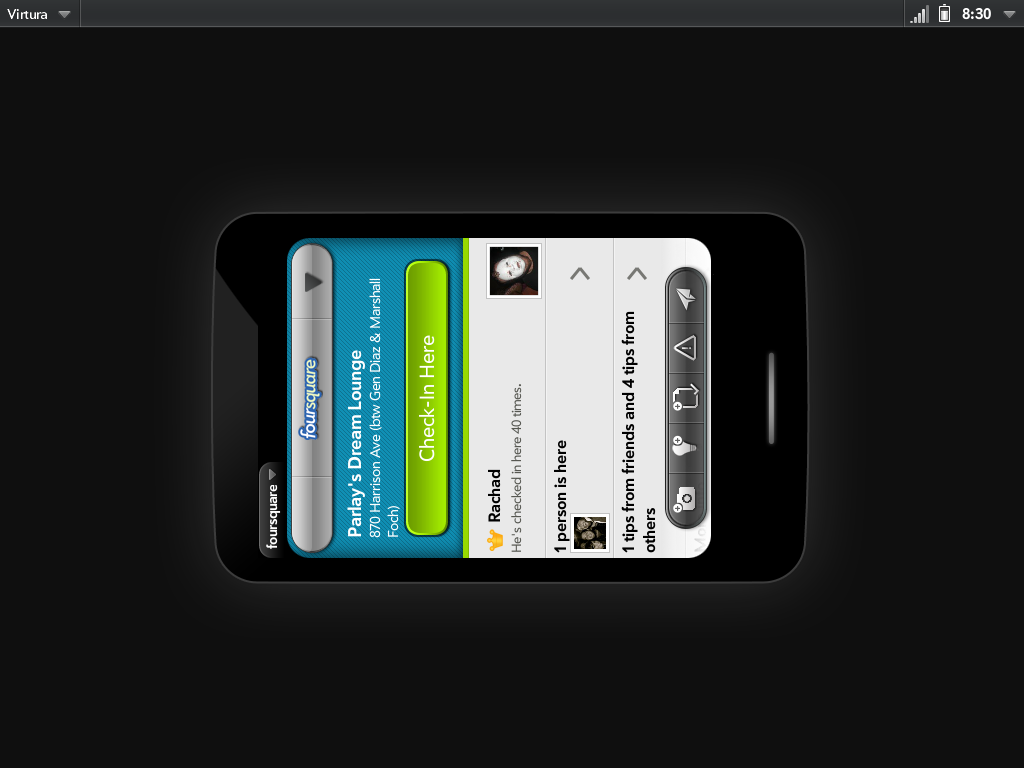 Virtura
8:30
foursquare
foursquare
Parlay's Dream Lounge
870 Harrison Ave (btw Gen Diaz & Marshall
Foch)
Check-In Here
Rachad
He's checked in here 40 times.
1 person is here
1 tips from friends and 4 tips from
others